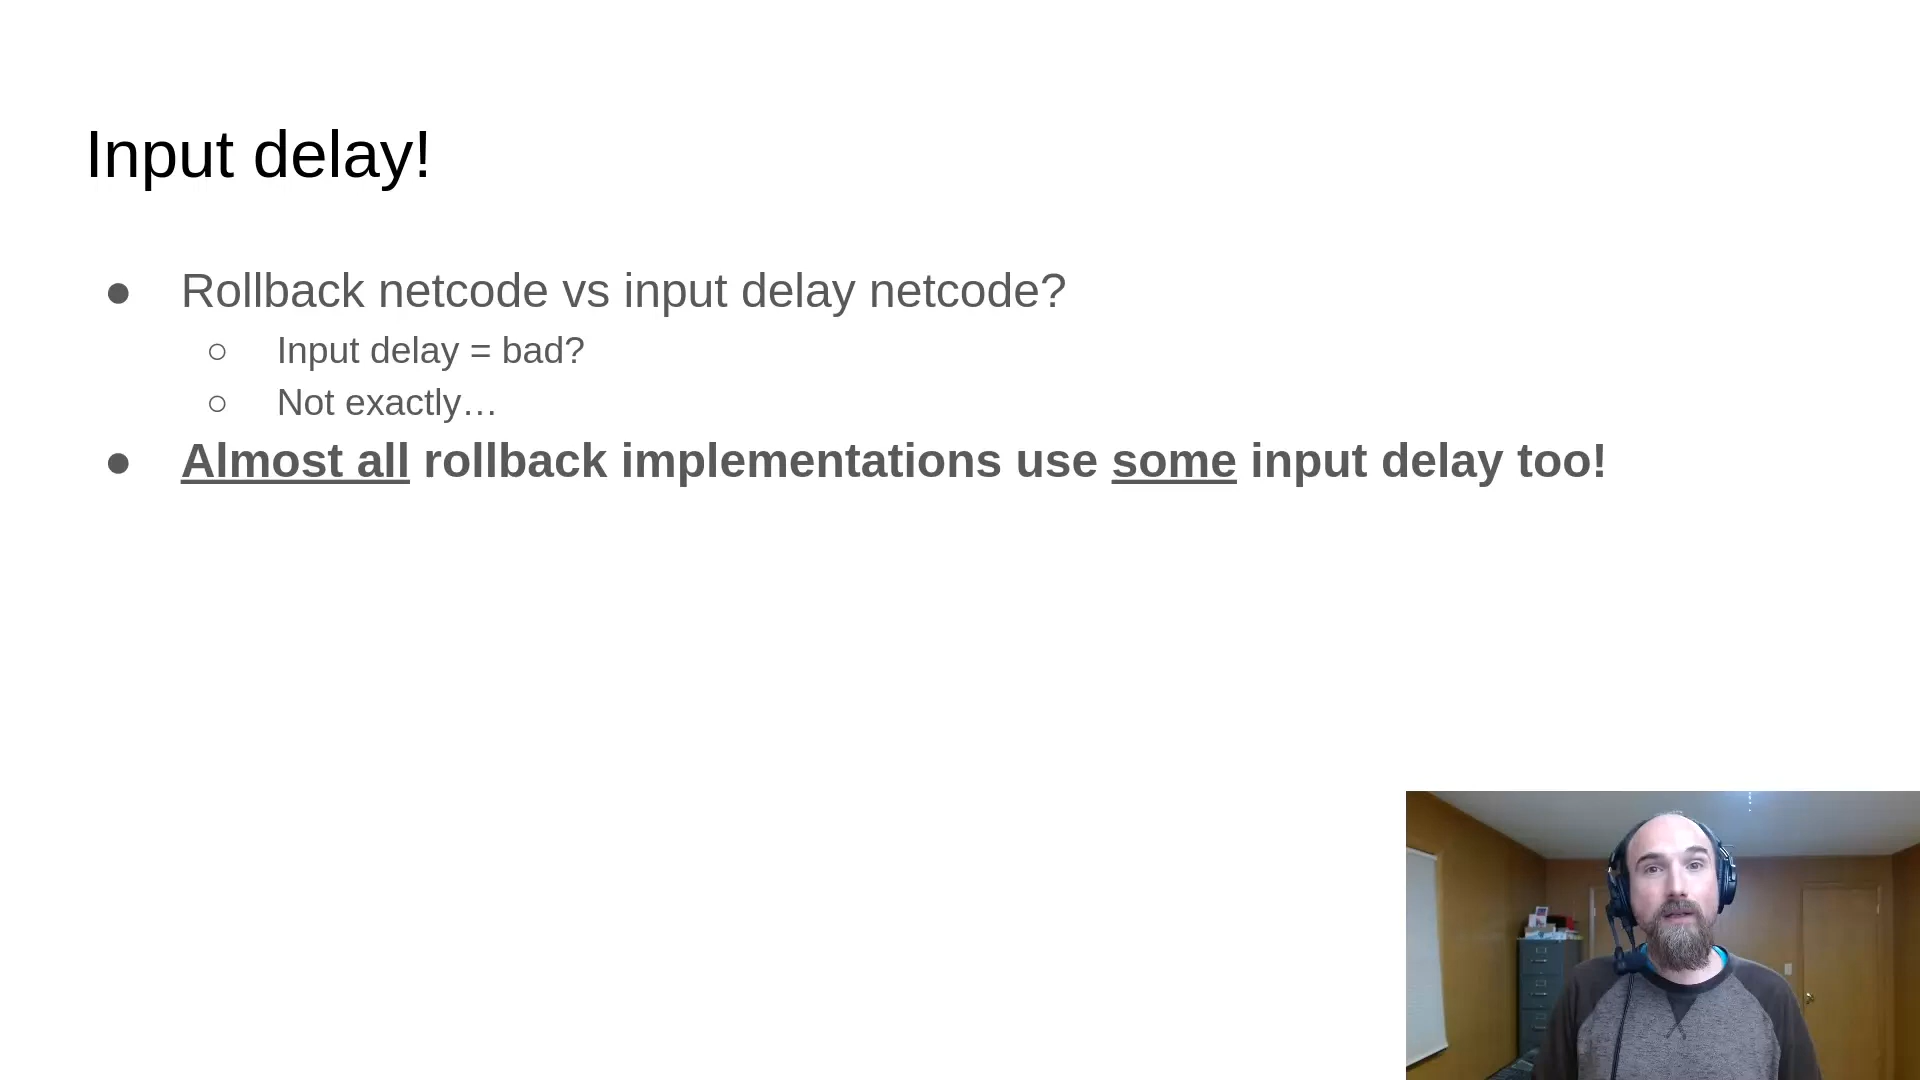 Input delay!
● Rollback netcode vs input delay netcode?
○ Input delay = bad?
○ Not exactly…
● Almost all rollback implementations use some input delay too!